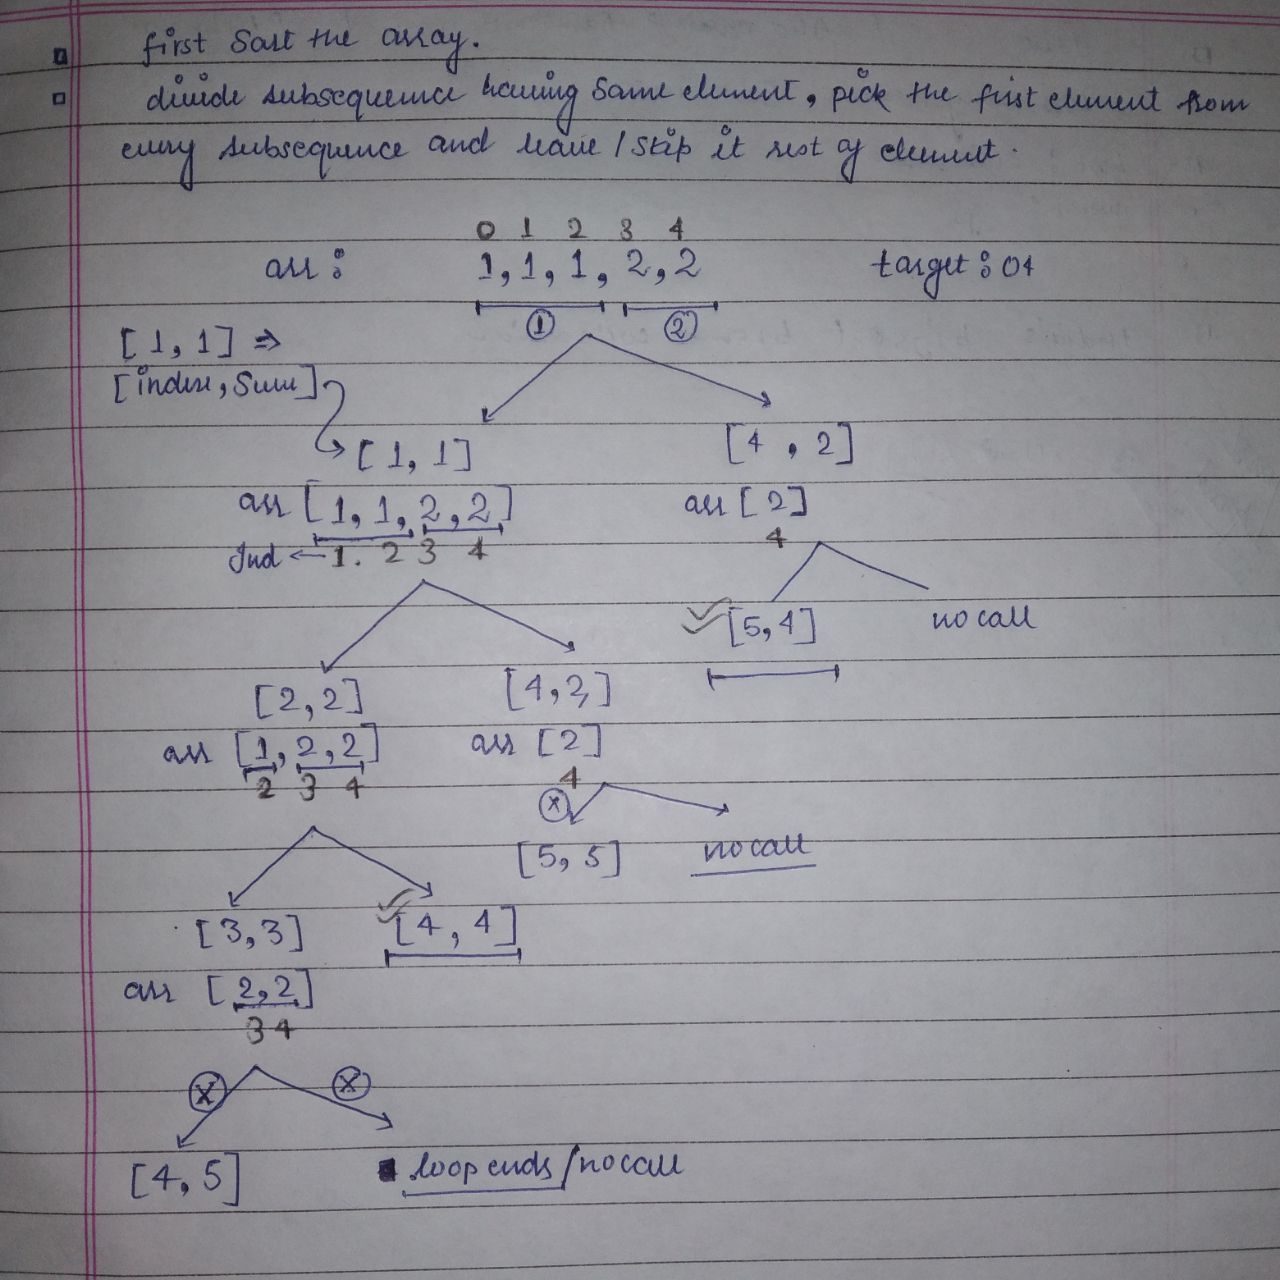 first Sort the array.
divide subsequence having Same element, pick the first element from
every subsequence and leave / skip it rest of element.
0 1 2 3 4
arr : 1, 1, 1, 2, 2 target : 04
① ②
[1, 1] ⇒
[index, Sum]
[1, 1] [4, 2]
arr [1, 1, 2, 2] arr [2]
Ind ← 1. 2 3 4 4
[5, 4] no call
[2, 2] [4, 3]
arr [1, 2, 2] arr [2]
2 3 4 4
X
[5, 5] no call
[3, 3] [4, 4]
arr [2, 2]
3 4
X X
[4, 5] loop ends / no call